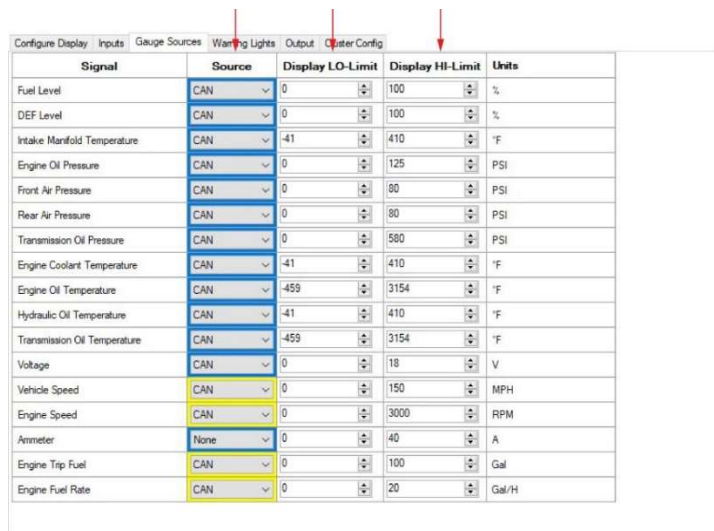 Configure Display Inputs Gauge Sources Warning Lights Output Cluster Config
Signal Source Display LO-Limit Display HI-Limit Units
Fuel Level CAN 0 100 %
DEF Level CAN 0 100 %
Intake Manifold Temperature CAN -41 410 °F
Engine Oil Pressure CAN 0 125 PSI
Front Air Pressure CAN 0 80 PSI
Rear Air Pressure CAN 0 80 PSI
Transmission Oil Pressure CAN 0 580 PSI
Engine Coolant Temperature CAN -41 410 °F
Engine Oil Temperature CAN -459 3154 °F
Hydraulic Oil Temperature CAN -41 410 °F
Transmission Oil Temperature CAN -459 3154 °F
Voltage CAN 0 18 V
Vehicle Speed CAN 0 150 MPH
Engine Speed CAN 0 3000 RPM
Ammeter None 0 40 A
Engine Trip Fuel CAN 0 100 Gal
Engine Fuel Rate CAN 0 20 Gal/H